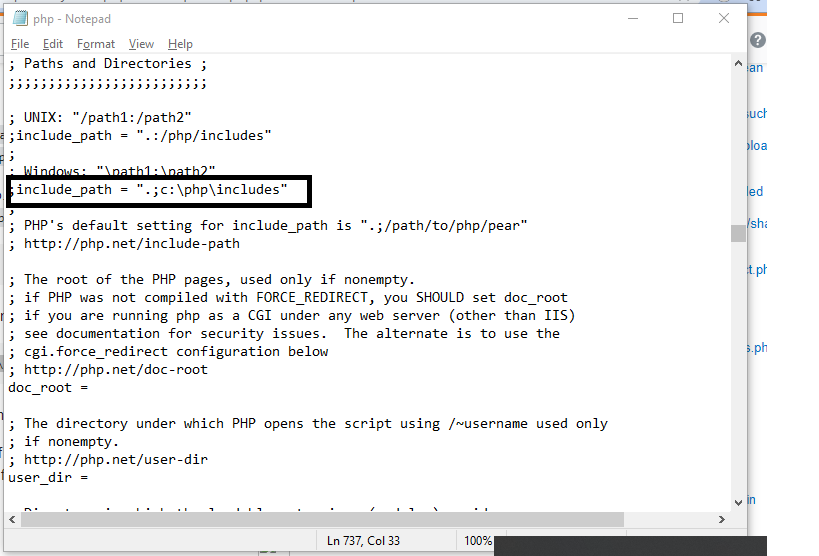 php - Notepad
File Edit Format View Help
; Paths and Directories ;
;;;;;;;;;;;;;;;;;;;;;;;;;
; UNIX: "/path1:/path2"
;include_path = ".:/php/includes"
;
; Windows: "\path1;\path2"
;include_path = ".;c:\php\includes"
;
; PHP's default setting for include_path is ".;/path/to/php/pear"
; http://php.net/include-path
; The root of the PHP pages, used only if nonempty.
; if PHP was not compiled with FORCE_REDIRECT, you SHOULD set doc_root
; if you are running php as a CGI under any web server (other than IIS)
; see documentation for security issues.  The alternate is to use the
; cgi.force_redirect configuration below
; http://php.net/doc-root
doc_root =
; The directory under which PHP opens the script using /~username used only
; if nonempty.
; http://php.net/user-dir
user_dir =
Ln 737, Col 33
100%